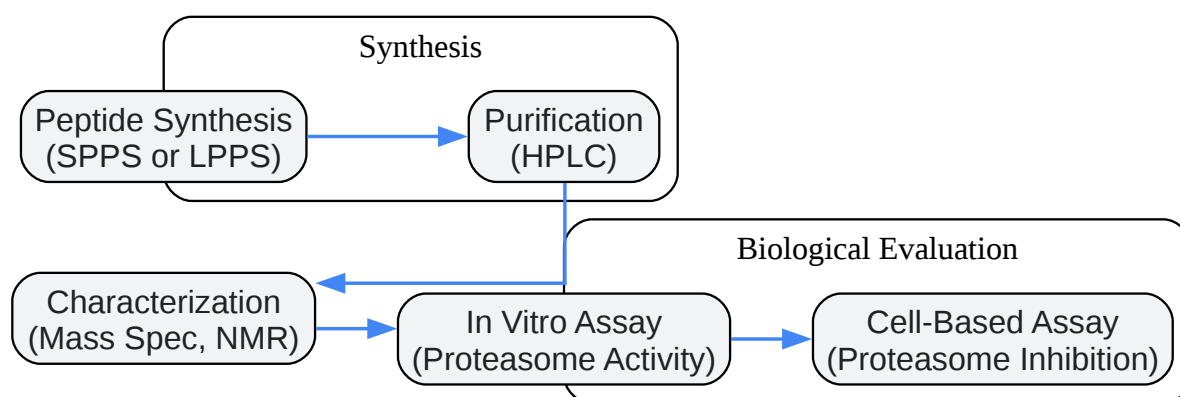 Synthesis
Peptide Synthesis
(SPPS or LPPS)
Purification
(HPLC)
Biological Evaluation
Characterization
(Mass Spec, NMR)
In Vitro Assay
(Proteasome Activity)
Cell-Based Assay
(Proteasome Inhibition)